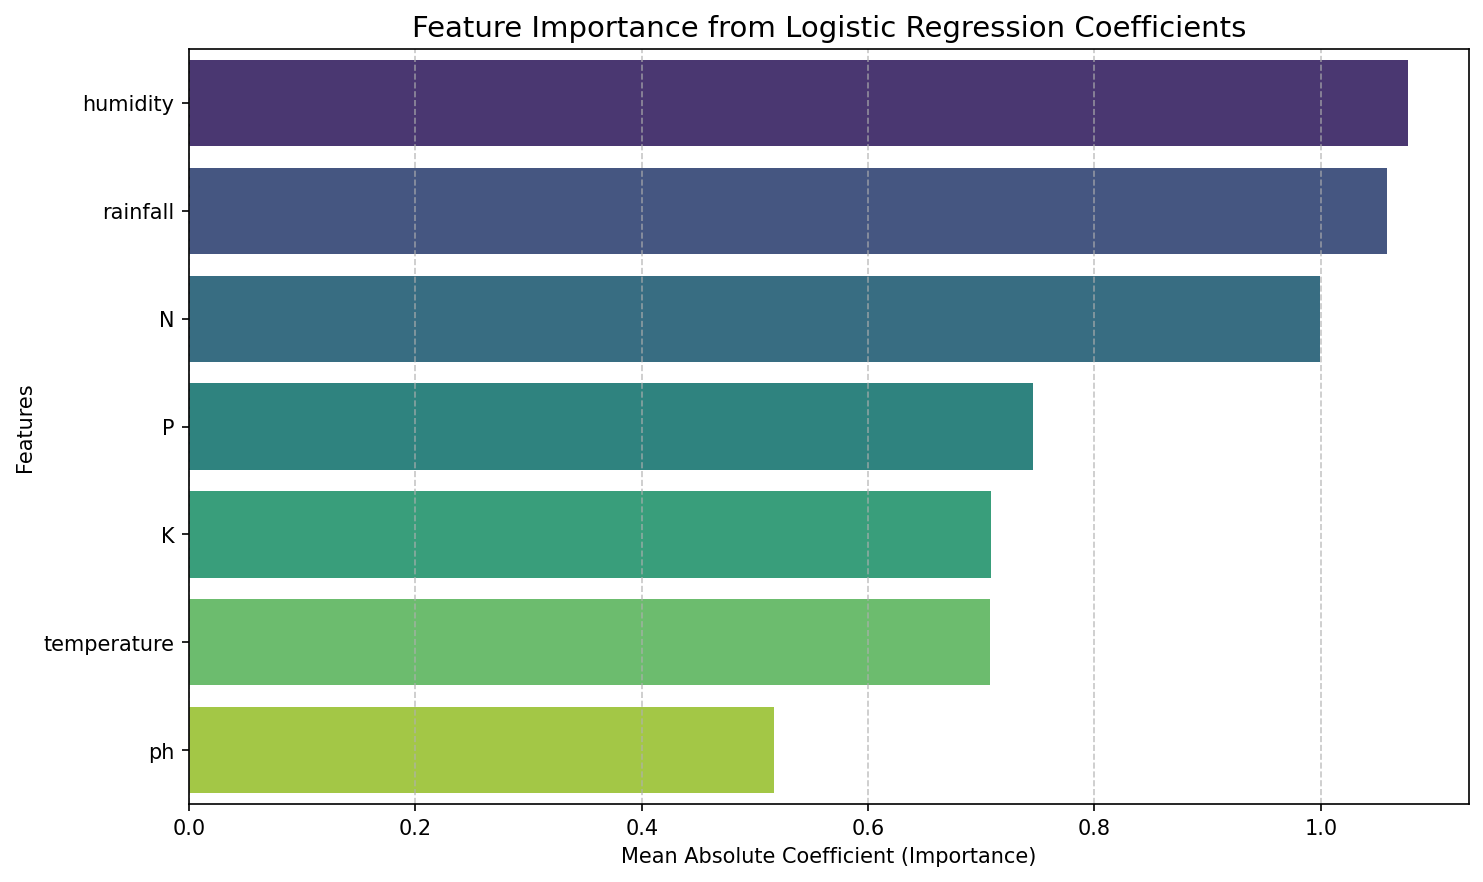 Feature Importance from Logistic Regression Coefficients
humidity
rainfall
N
P
K
temperature
ph
Features
0.0 0.2 0.4 0.6 0.8 1.0
Mean Absolute Coefficient (Importance)